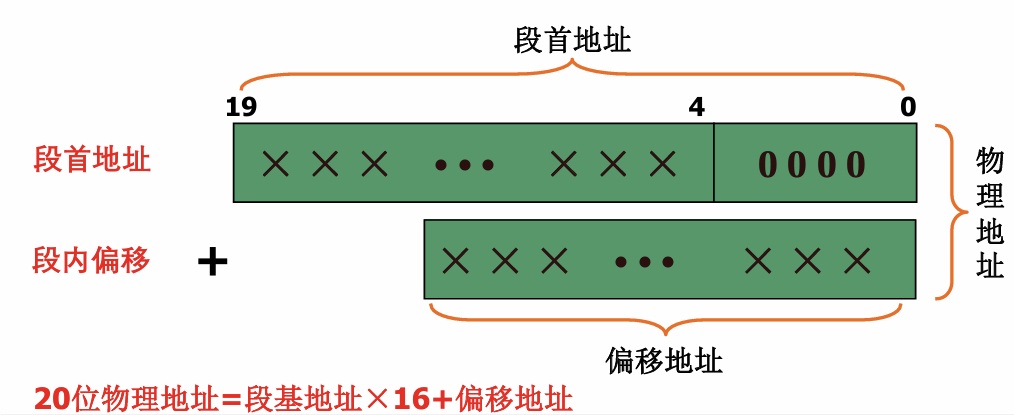 段首地址
19 4 0
段首地址 ××× ••• ××× 0000
段内偏移 + ××× ••• ×××
物理地址
偏移地址
20位物理地址=段基地址×16+偏移地址